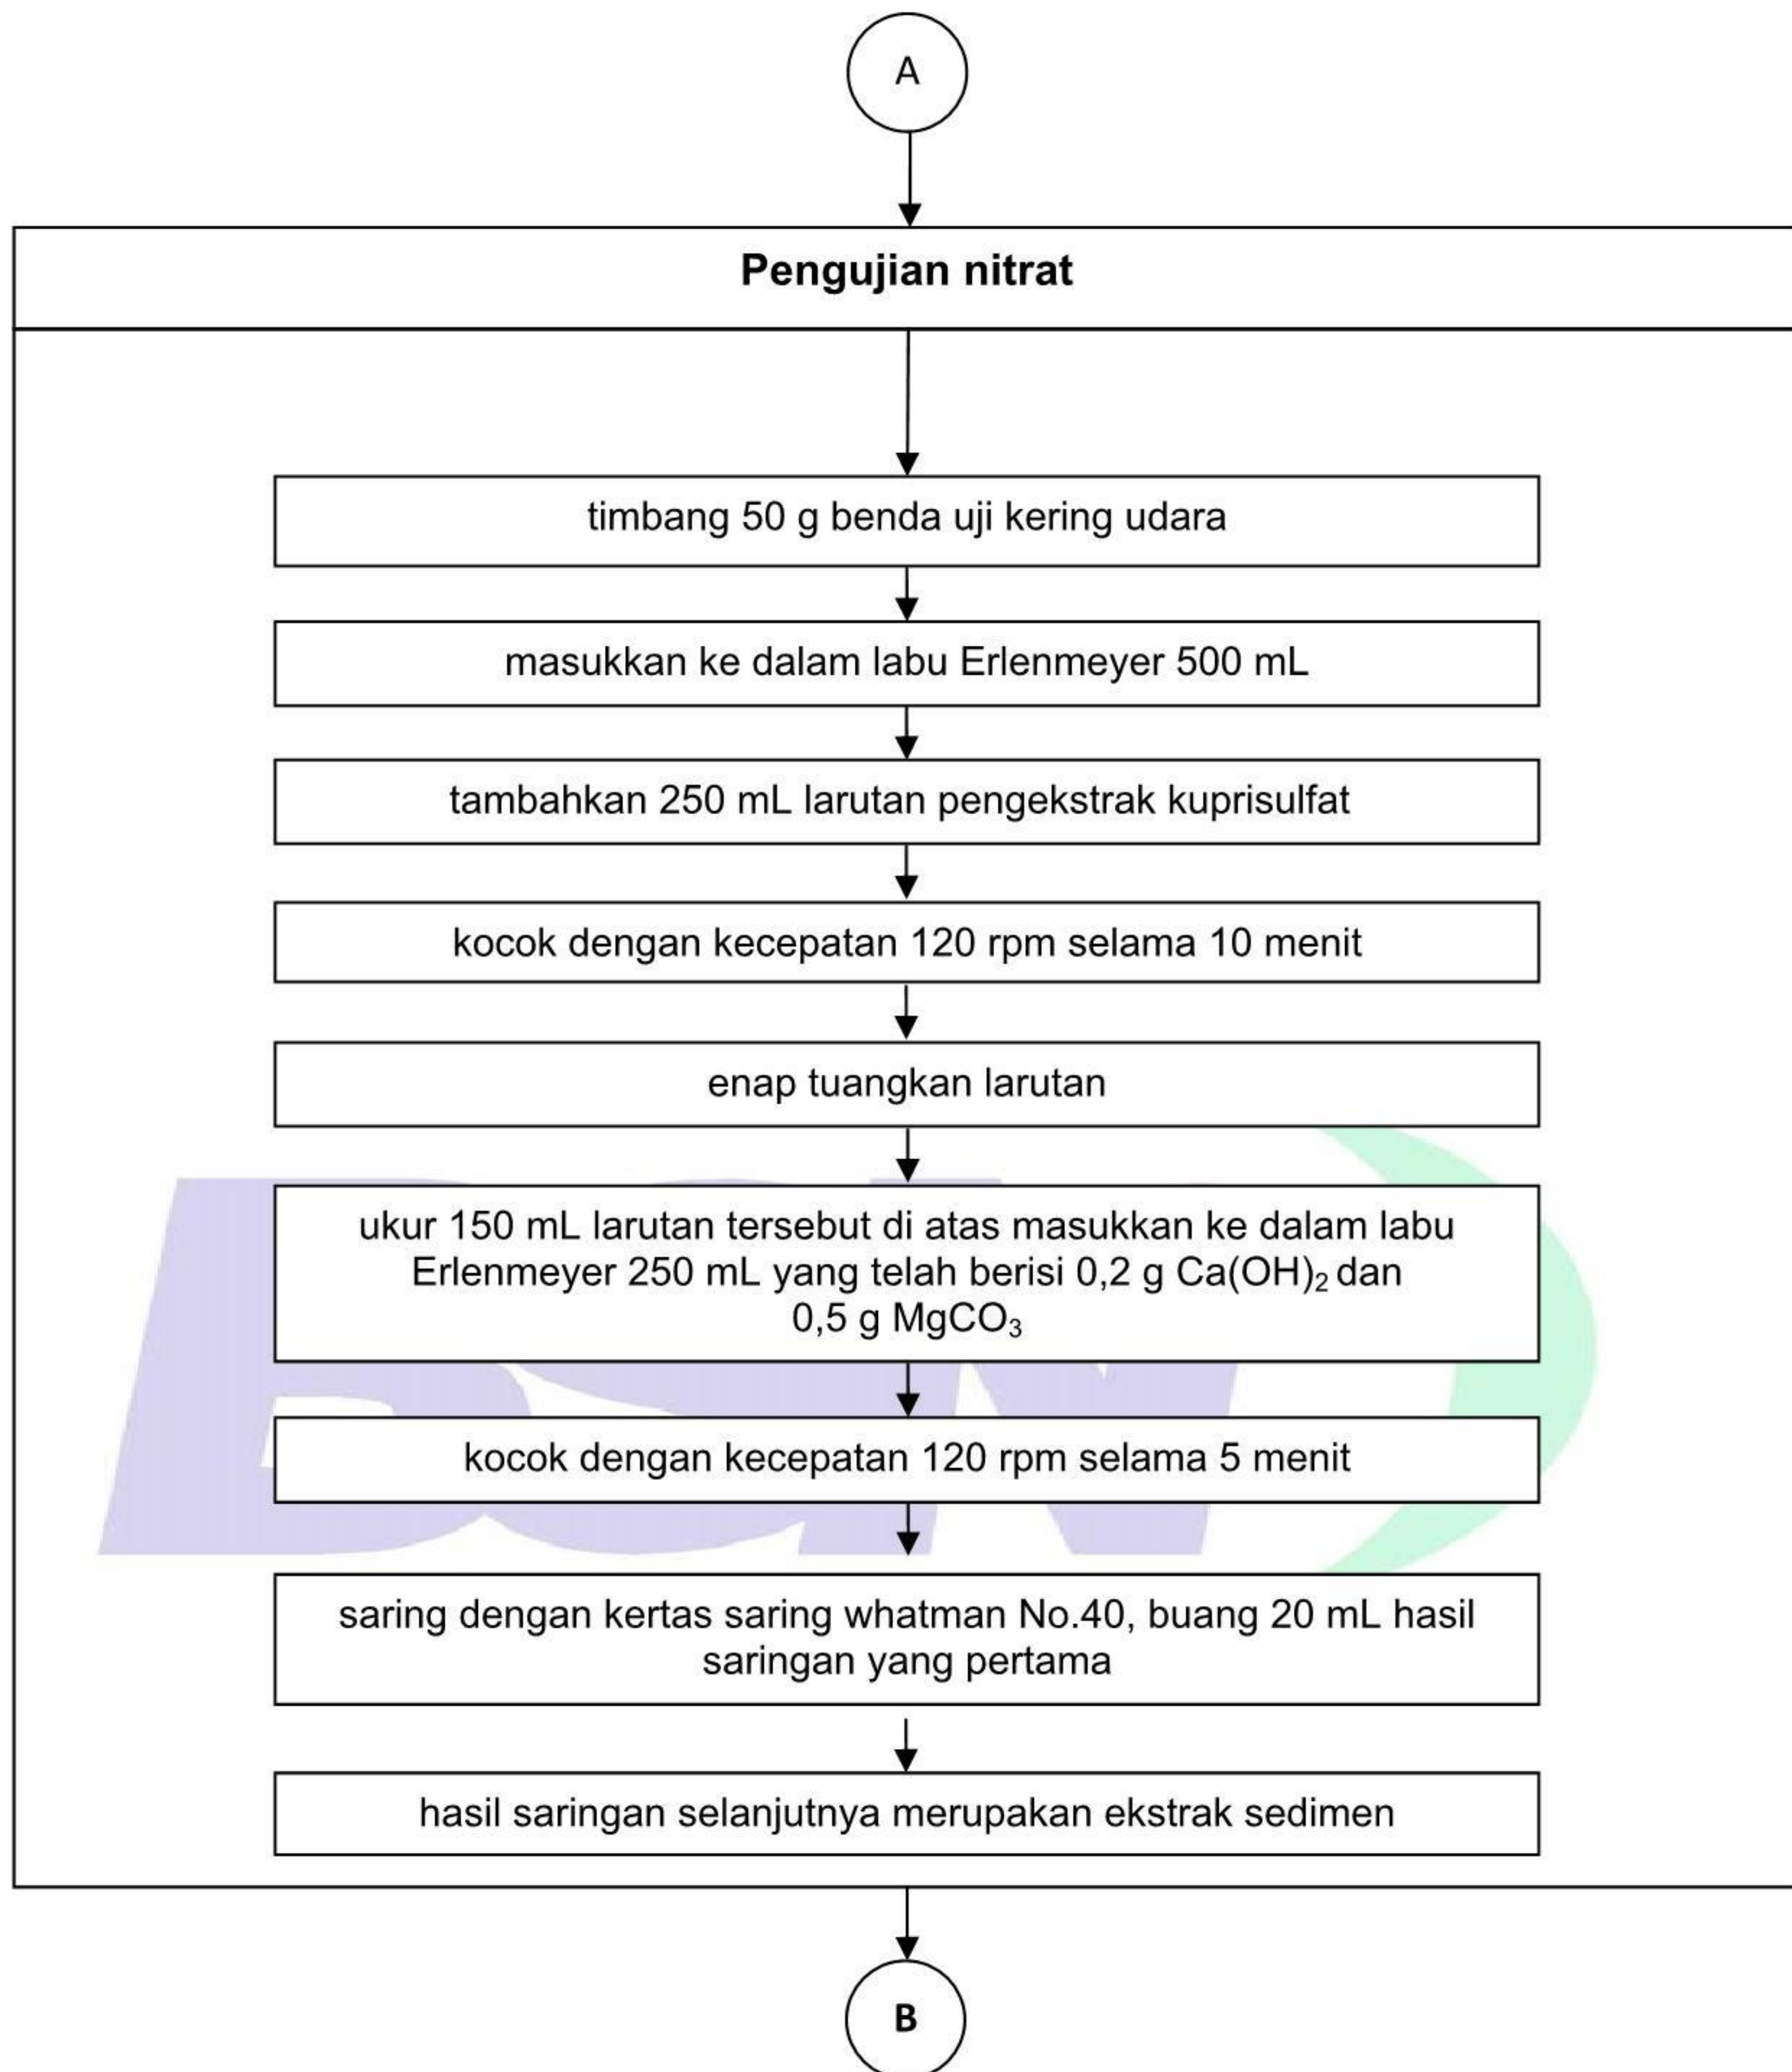 A
Pengujian nitrat
timbang 50 g benda uji kering udara
masukkan ke dalam labu Erlenmeyer 500 mL
tambahkan 250 mL larutan pengekstrak kuprisulfat
kocok dengan kecepatan 120 rpm selama 10 menit
enap tuangkan larutan
ukur 150 mL larutan tersebut di atas masukkan ke dalam labu
Erlenmeyer 250 mL yang telah berisi 0,2 g Ca(OH)₂ dan
0,5 g MgCO₃
kocok dengan kecepatan 120 rpm selama 5 menit
saring dengan kertas saring whatman No.40, buang 20 mL hasil
saringan yang pertama
hasil saringan selanjutnya merupakan ekstrak sedimen
B
BSN